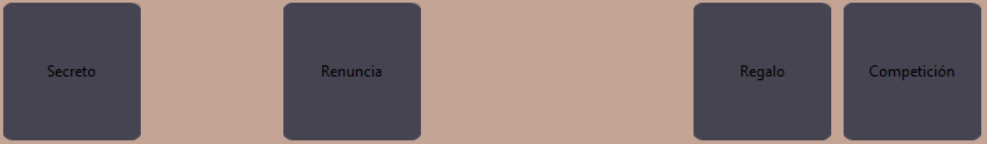 Secreto
Renuncia
Regalo
Competición